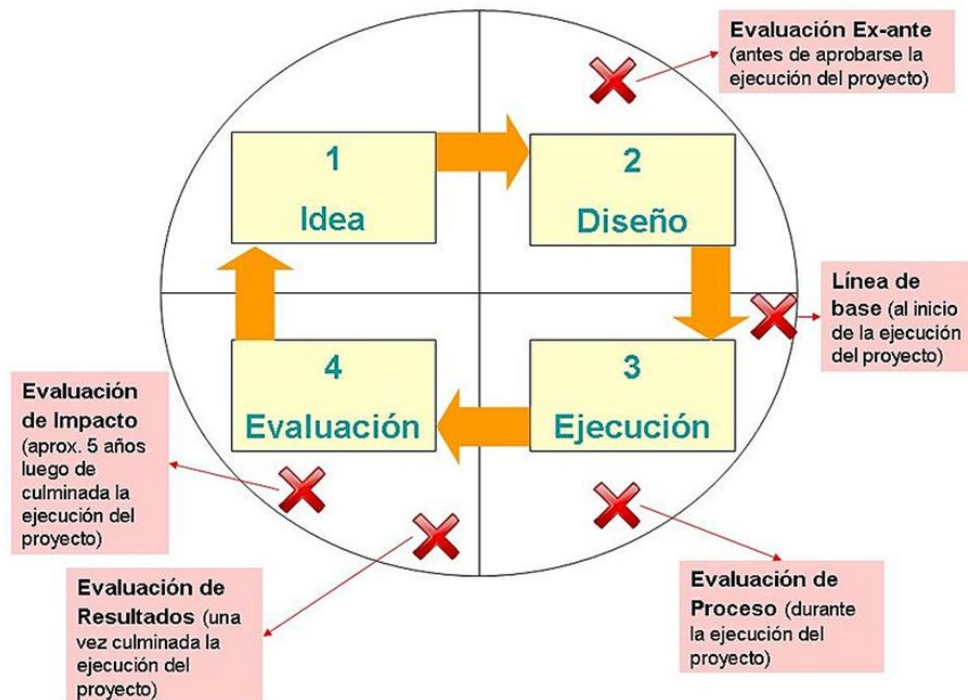 Evaluación Ex-ante
(antes de aprobarse la
ejecución del proyecto)
1
Idea
2
Diseño
Línea de
base (al inicio
de la ejecución
del proyecto)
4
Evaluación
3
Ejecución
Evaluación
de Impacto
(aprox. 5 años
luego de
culminada la
ejecución del
proyecto)
Evaluación de
Resultados (una
vez culminada la
ejecución del
proyecto)
Evaluación de
Proceso (durante
la ejecución del
proyecto)